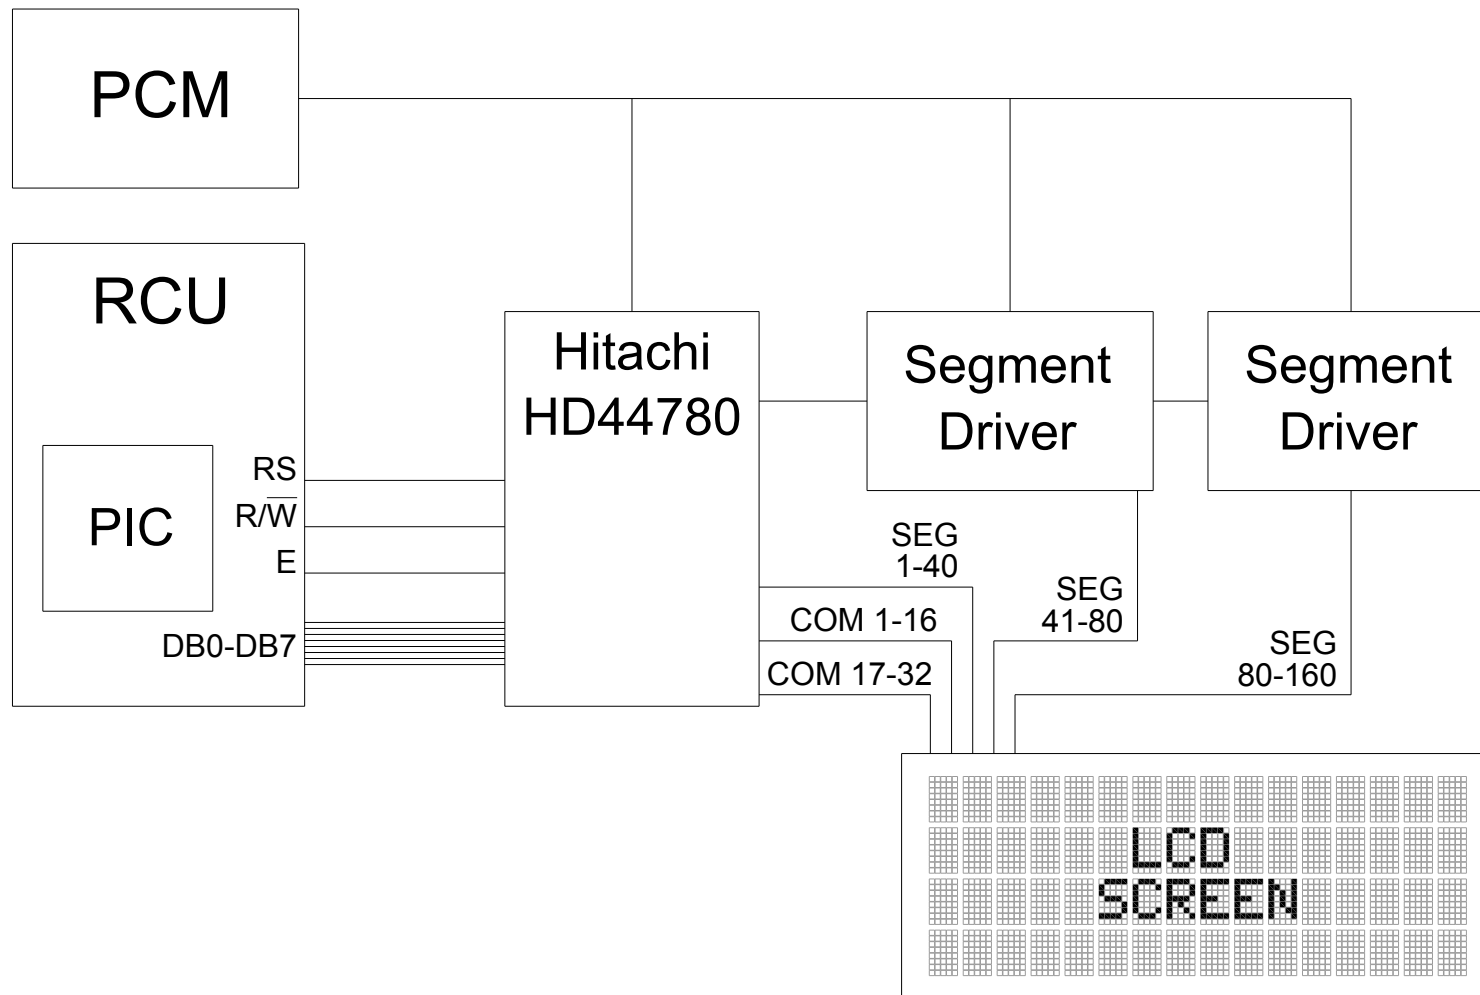 PCM
RCU
PIC
RS
R/W̅
E
DB0-DB7
Hitachi
HD44780
Segment
Driver
Segment
Driver
SEG
1-40
COM 1-16
COM 17-32
SEG
41-80
SEG
80-160
LCD
SCREEN